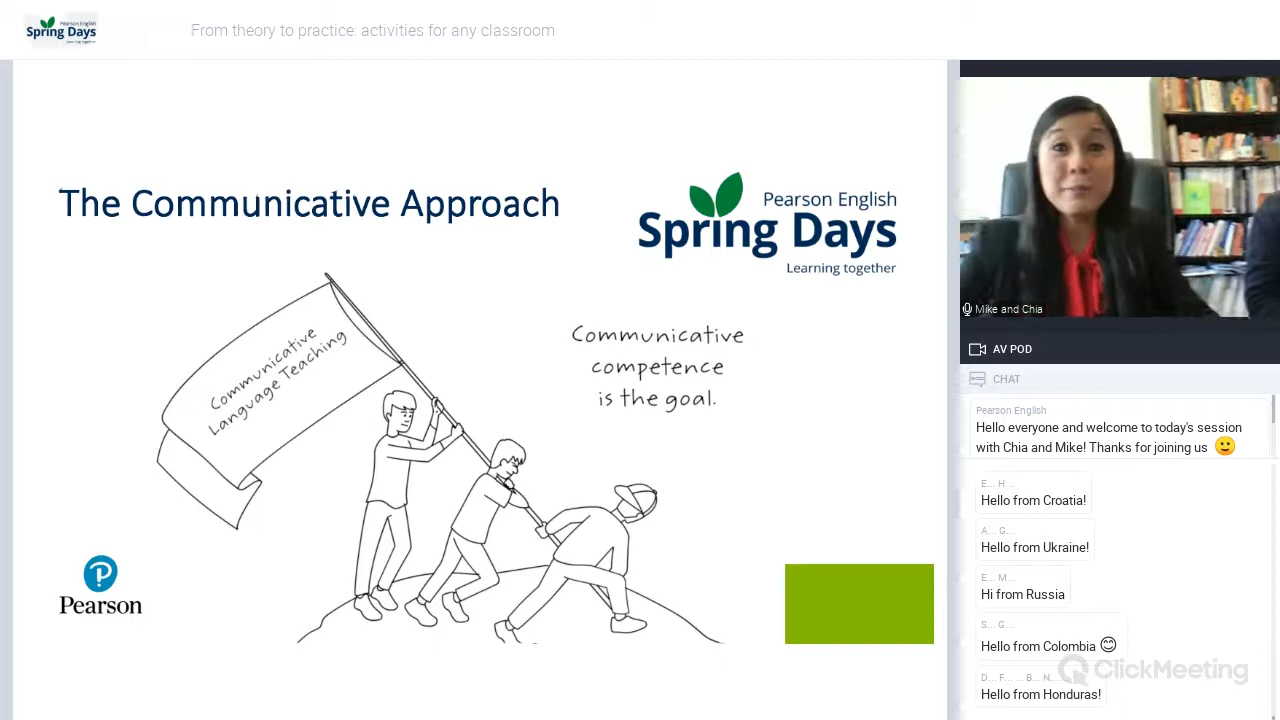 Pearson English
Spring Days
Learning together
From theory to practice: activities for any classroom
The Communicative Approach
Pearson English
Spring Days
Learning together
Communicative
Language Teaching
Communicative
competence
is the goal.
Pearson
Mike and Chia
AV POD
CHAT
Pearson English
Hello everyone and welcome to today's session
with Chia and Mike! Thanks for joining us 🙂
E... H...
Hello from Croatia!
A... G...
Hello from Ukraine!
E... M...
Hi from Russia
S... G...
Hello from Colombia 😊
ClickMeeting
D... F... ... B... N... ...
Hello from Honduras!